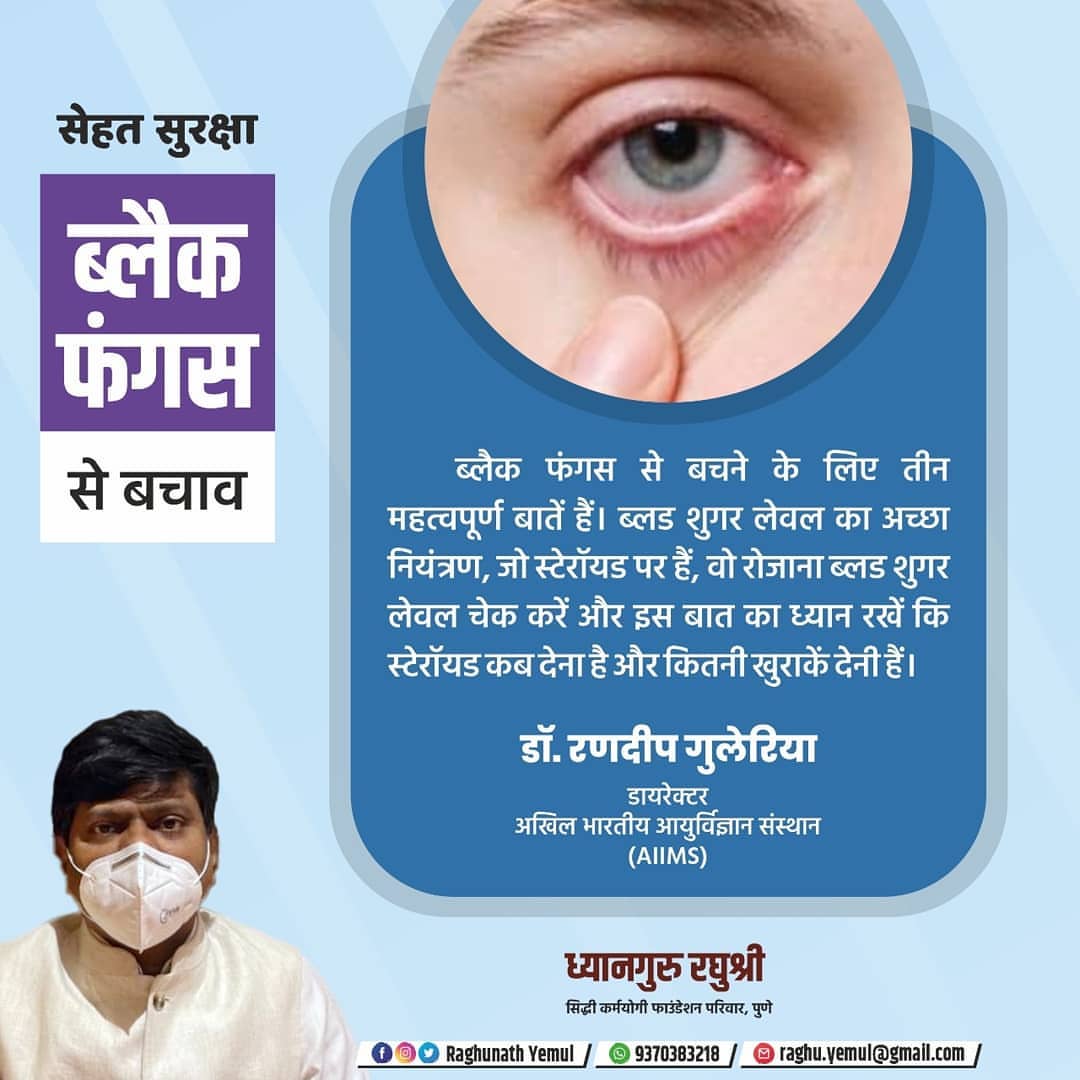 सेहत सुरक्षा
ब्लैक
फंगस
से बचाव
ब्लैक फंगस से बचने के लिए तीन
महत्वपूर्ण बातें हैं। ब्लड शुगर लेवल का अच्छा
नियंत्रण, जो स्टेरॉयड पर हैं, वो रोजाना ब्लड शुगर
लेवल चेक करें और इस बात का ध्यान रखें कि
स्टेरॉयड कब देना है और कितनी खुराकें देनी हैं।
डॉ. रणदीप गुलेरिया
डायरेक्टर
अखिल भारतीय आयुर्विज्ञान संस्थान
(AIIMS)
ध्यानगुरु रघुश्री
सिद्धी कर्मयोगी फाउंडेशन परिवार, पुणे
Raghunath Yemul / 9370383218 / raghu.yemul@gmail.com /